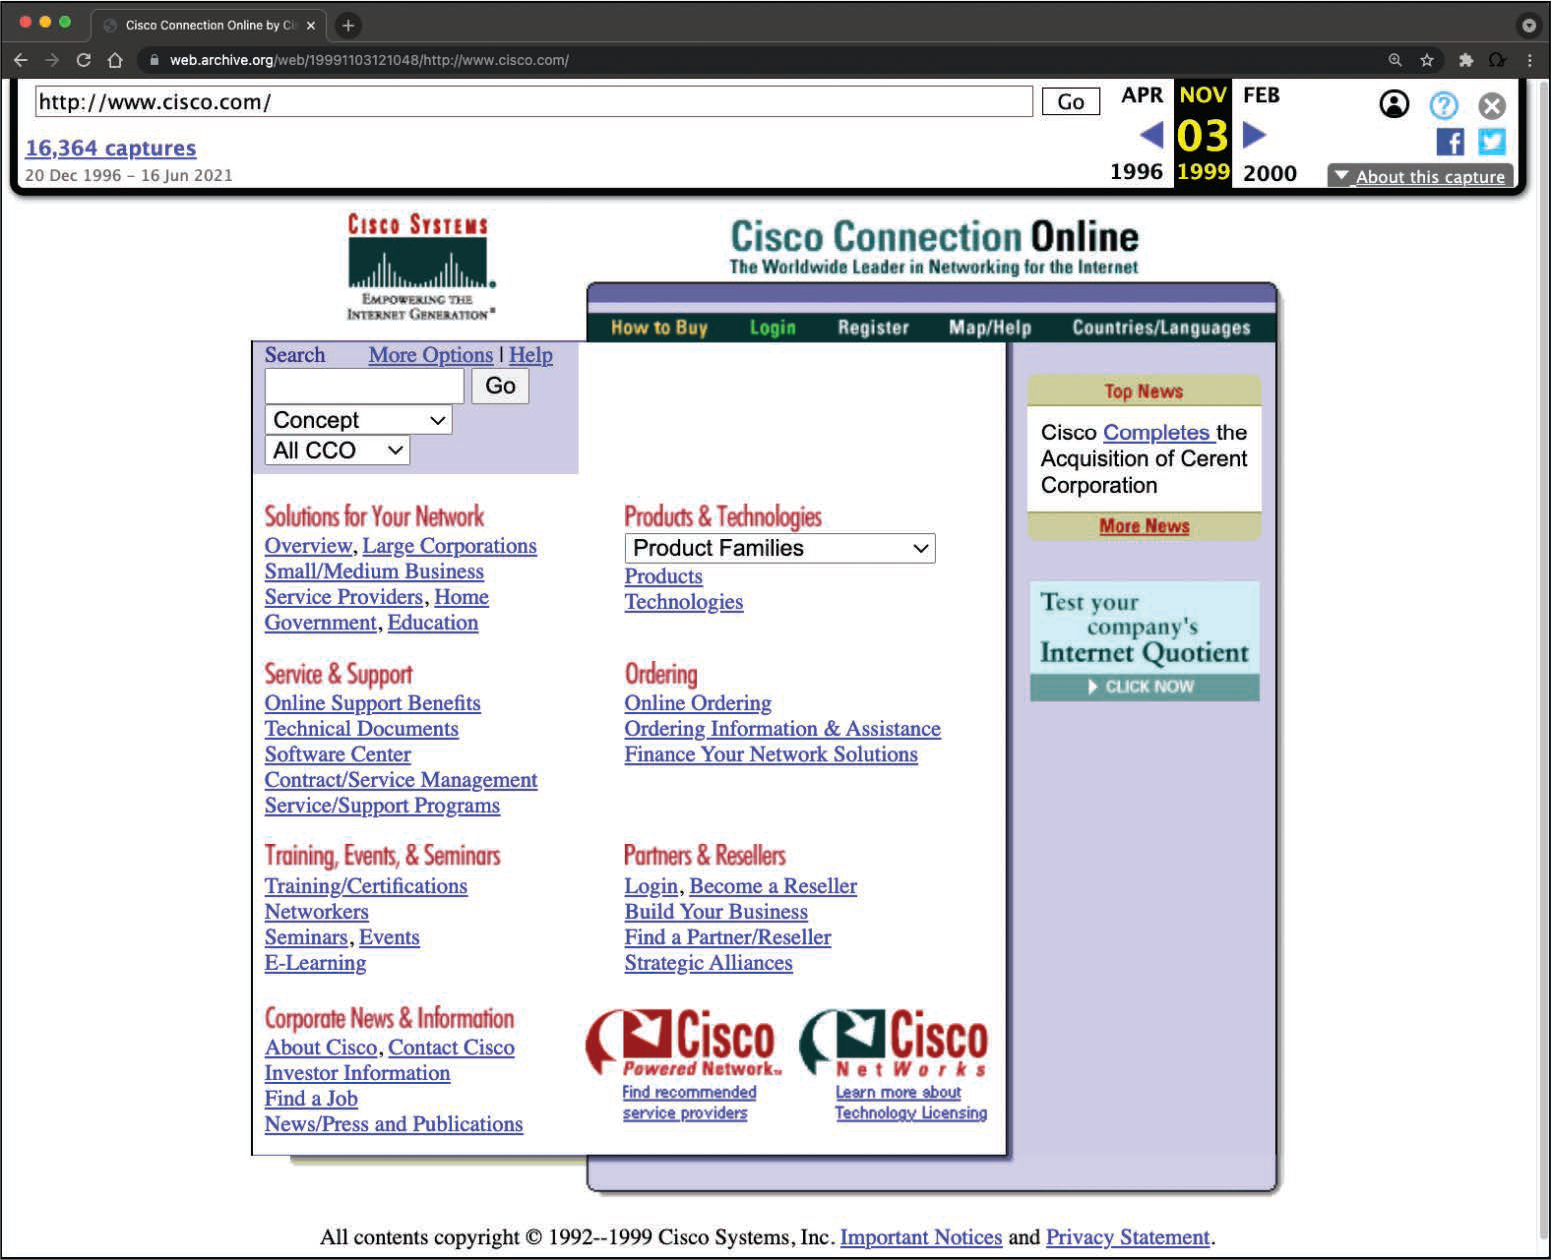 Cisco Connection Online by Ci
web.archive.org/web/19991103121048/http://www.cisco.com/
http://www.cisco.com/
Go
APR NOV FEB
03
1996 1999 2000
16,364 captures
20 Dec 1996 – 16 Jun 2021
About this capture
CISCO SYSTEMS
EMPOWERING THE
INTERNET GENERATION
Cisco Connection Online
The Worldwide Leader in Networking for the Internet
How to Buy Login Register Map/Help Countries/Languages
Search More Options | Help
Go
Concept
All CCO
Top News
Cisco Completes the
Acquisition of Cerent
Corporation
More News
Test your
company's
Internet Quotient
CLICK NOW
Solutions for Your Network
Overview, Large Corporations
Small/Medium Business
Service Providers, Home
Government, Education
Products & Technologies
Product Families
Products
Technologies
Service & Support
Online Support Benefits
Technical Documents
Software Center
Contract/Service Management
Service/Support Programs
Ordering
Online Ordering
Ordering Information & Assistance
Finance Your Network Solutions
Training, Events, & Seminars
Training/Certifications
Networkers
Seminars, Events
E-Learning
Partners & Resellers
Login, Become a Reseller
Build Your Business
Find a Partner/Reseller
Strategic Alliances
Corporate News & Information
About Cisco, Contact Cisco
Investor Information
Find a Job
News/Press and Publications
Cisco
Powered Network™
Find recommended
service providers
Cisco
NetWorks
Learn more about
Technology Licensing
All contents copyright © 1992--1999 Cisco Systems, Inc. Important Notices and Privacy Statement.